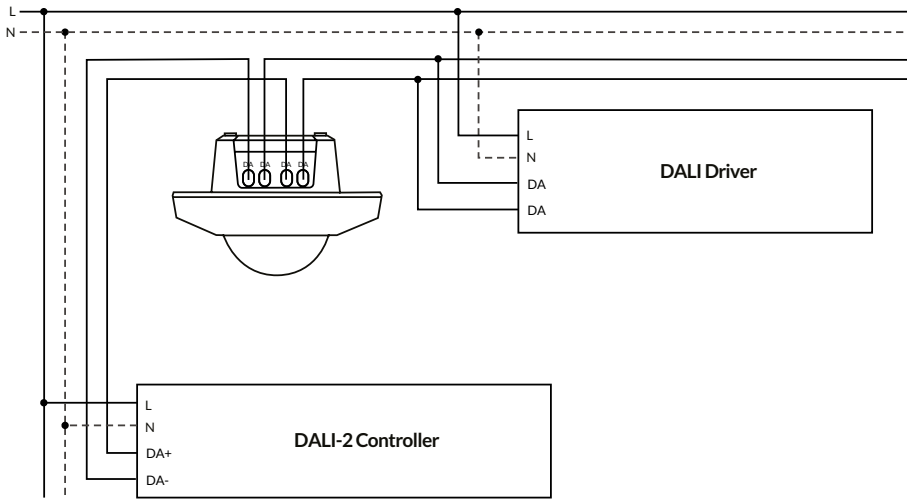 L
N
DA DA DA DA
L
N
DA
DA
DALI Driver
L
N
DA+
DA-
DALI-2 Controller